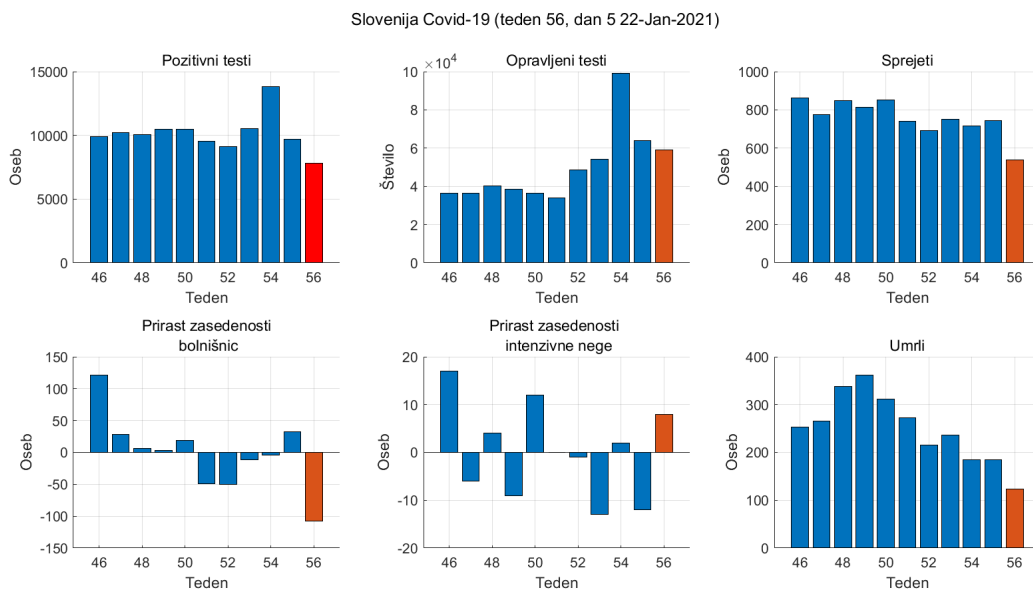 Slovenija Covid-19 (teden 56, dan 5 22-Jan-2021)
Pozitivni testi
15000
10000
5000
0
Oseb
46 48 50 52 54 56
Teden
Opravljeni testi
×10^4
10
8
6
4
2
0
Število
46 48 50 52 54 56
Teden
Sprejeti
1000
800
600
400
200
0
Oseb
46 48 50 52 54 56
Teden
Prirast zasedenosti
bolnišnic
150
100
50
0
-50
-100
-150
Oseb
46 48 50 52 54 56
Teden
Prirast zasedenosti
intenzivne nege
20
10
0
-10
-20
Oseb
46 48 50 52 54 56
Teden
Umrli
400
300
200
100
0
Oseb
46 48 50 52 54 56
Teden